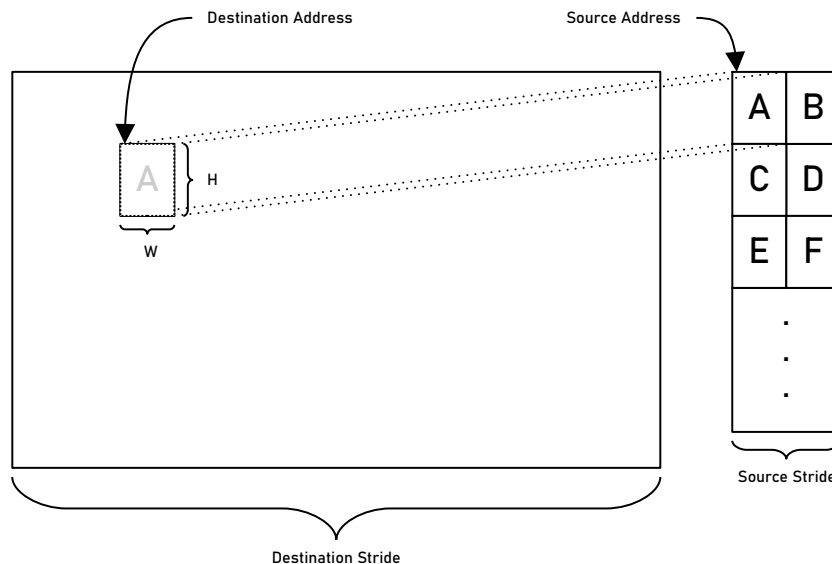 Destination Address
Source Address
A B
A
H
C D
W
E F
.
.
.
Source Stride
Destination Stride